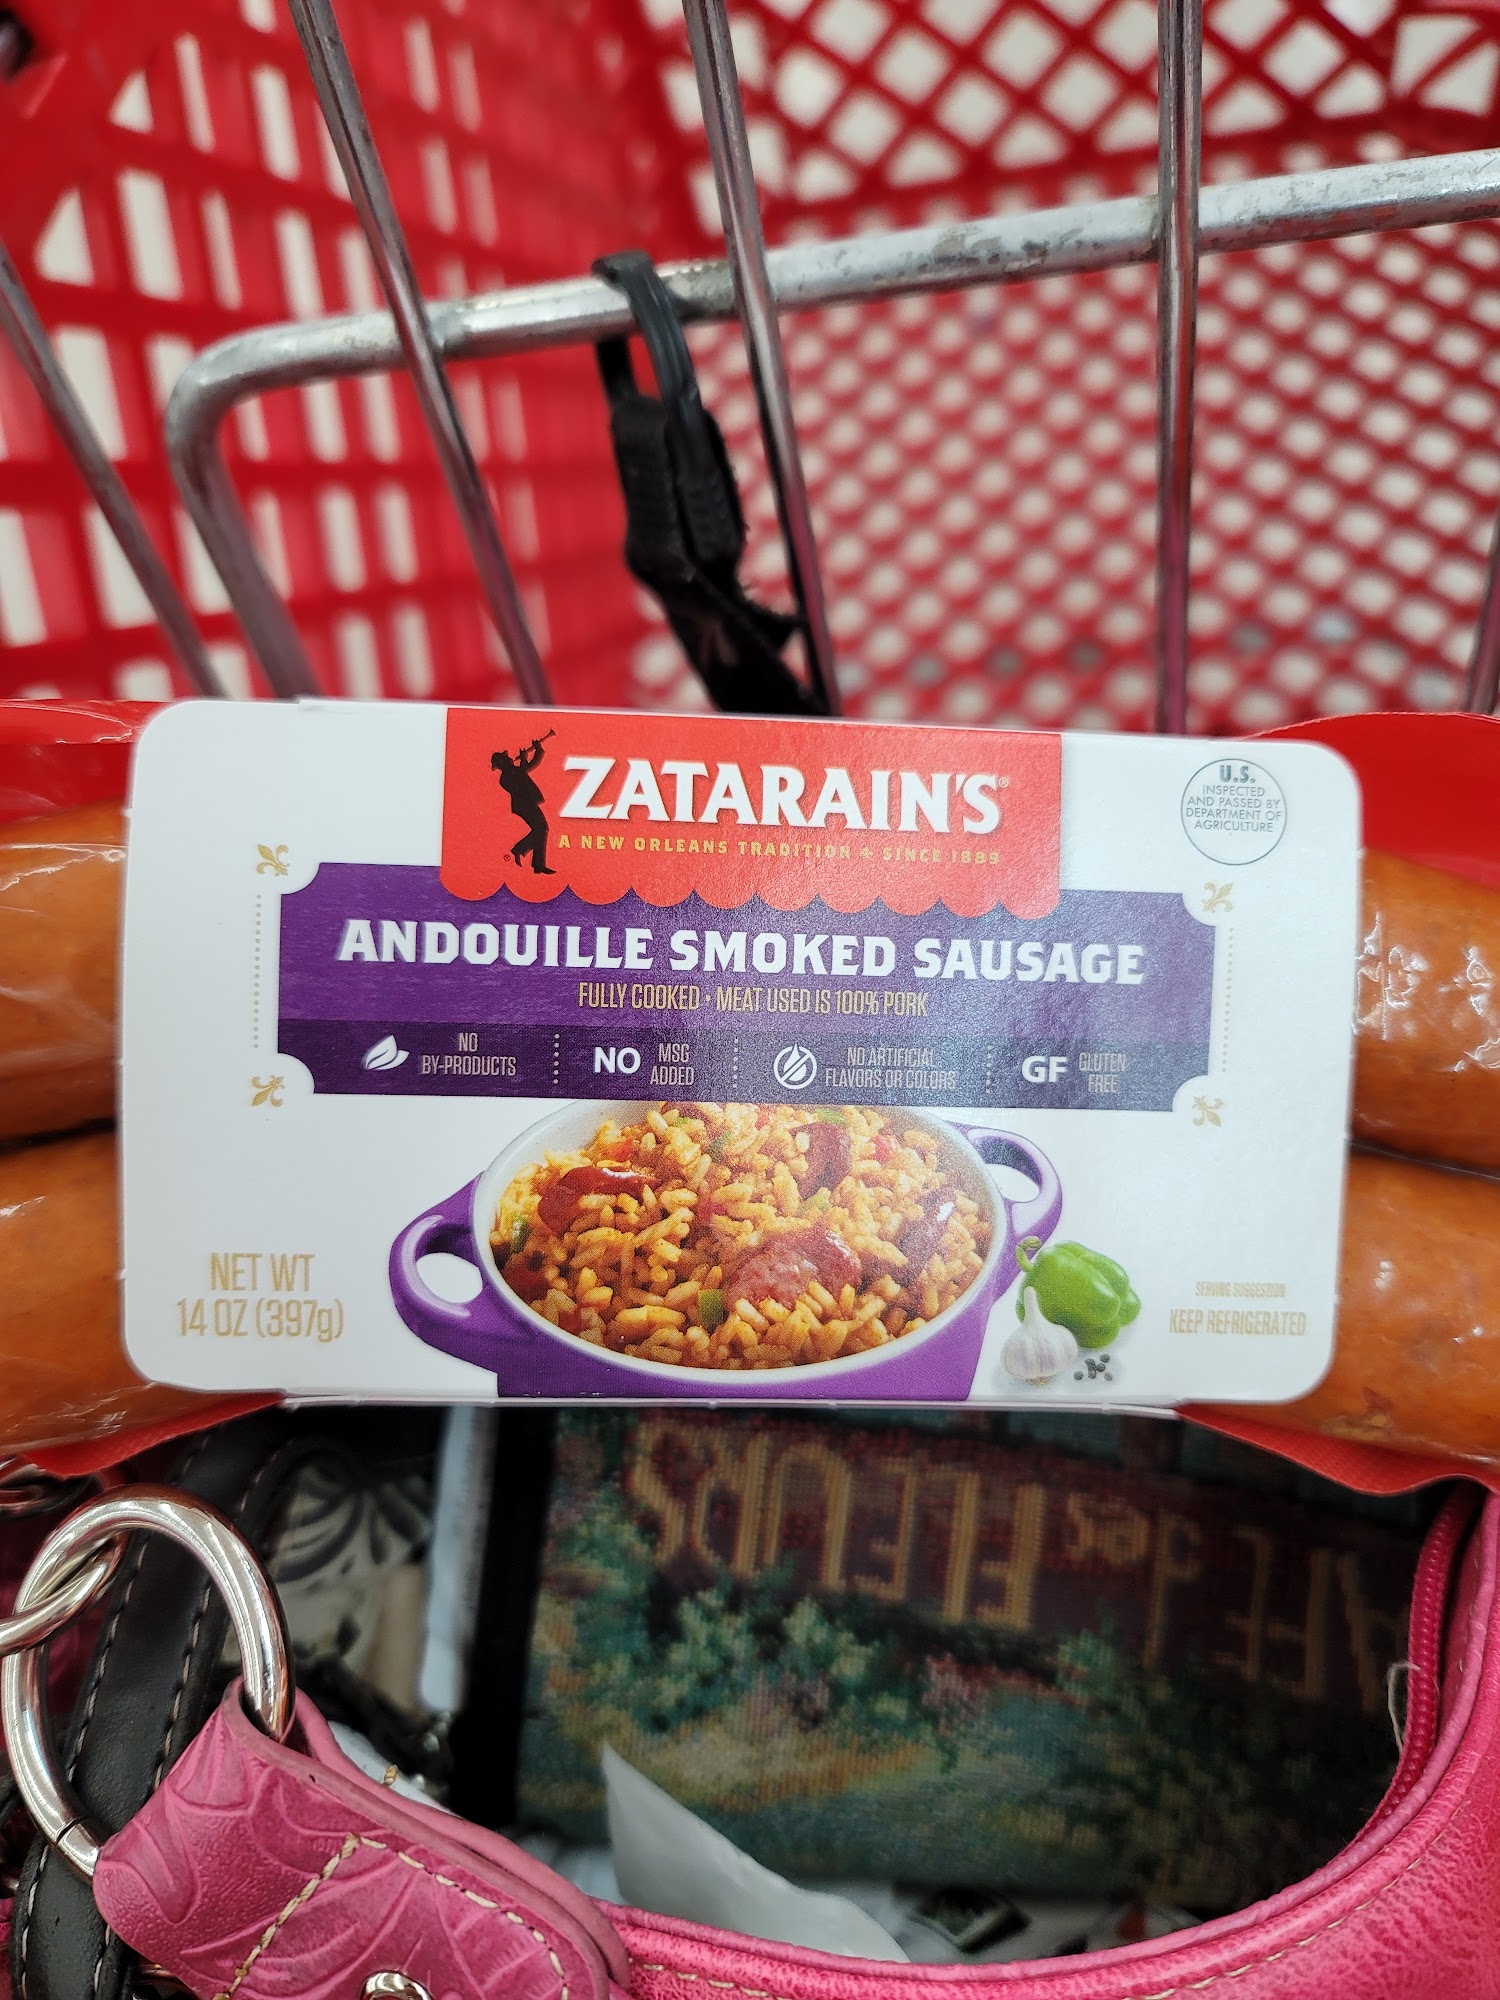 ZATARAIN'S®
A NEW ORLEANS TRADITION SINCE 1889
U.S.
INSPECTED
AND PASSED BY
DEPARTMENT OF
AGRICULTURE
ANDOUILLE SMOKED SAUSAGE
FULLY COOKED • MEAT USED IS 100% PORK
NO
BY-PRODUCTS
NO MSG
ADDED
NO ARTIFICIAL
FLAVORS OR COLORS
GF GLUTEN
FREE
NET WT
14 OZ (397g)
SERVING SUGGESTION
KEEP REFRIGERATED
FLEURS